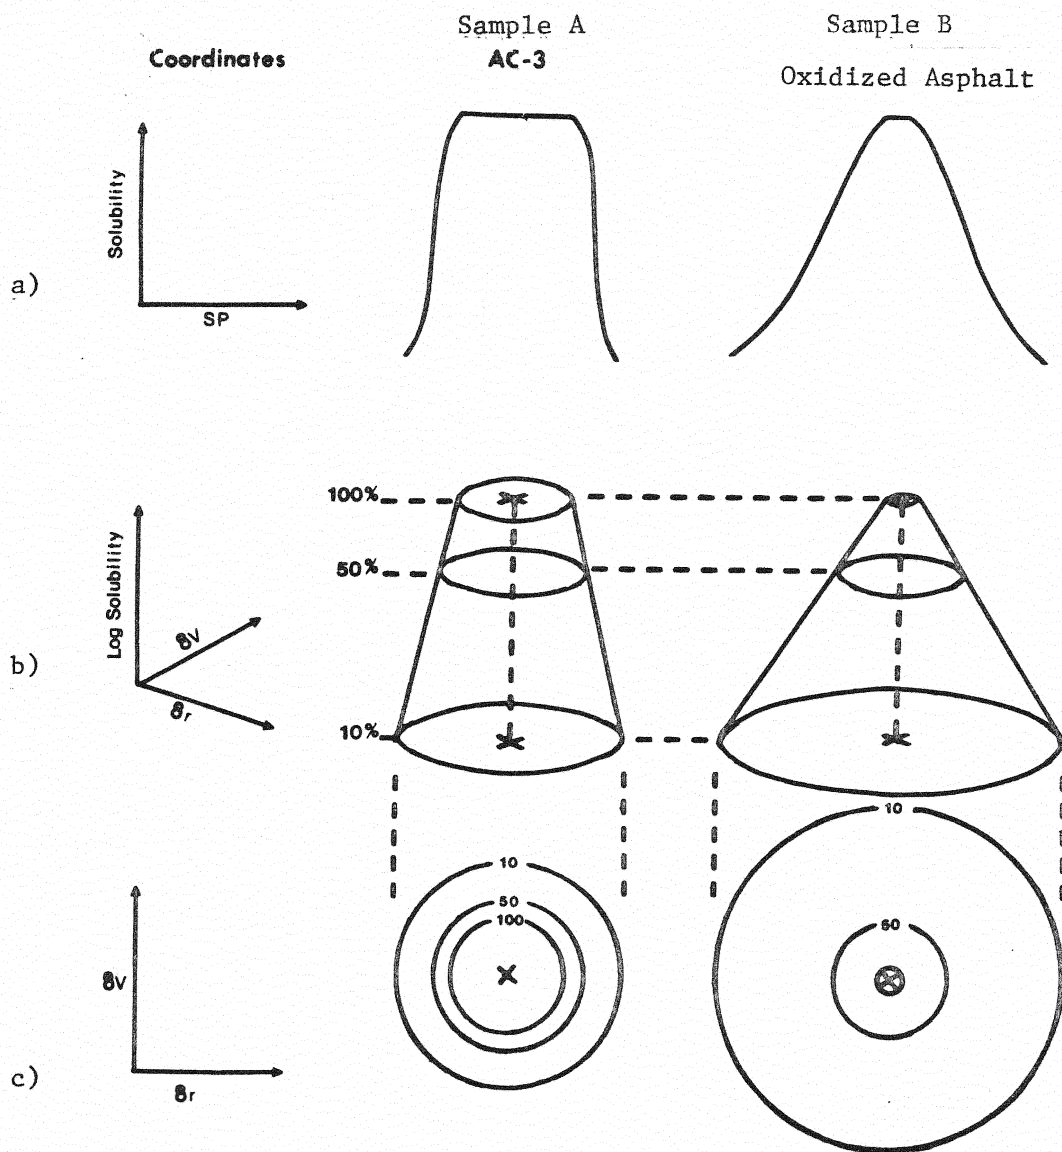 Sample A
Sample B
Coordinates
AC-3
Oxidized Asphalt
a)
Solubility
SP
b)
Log Solubility
δV
δr
100%
50%
10%
c)
δV
δr
10
50
100
10
50